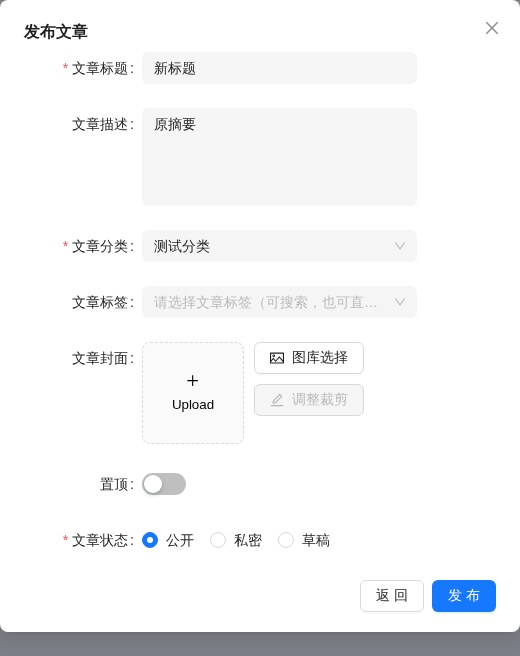 发布文章
* 文章标题: 新标题
文章描述: 原摘要
* 文章分类: 测试分类
文章标签: 请选择文章标签（可搜索，也可直...
文章封面: 图库选择
+
Upload
调整裁剪
置顶:
* 文章状态: 公开 私密 草稿
返 回 发 布